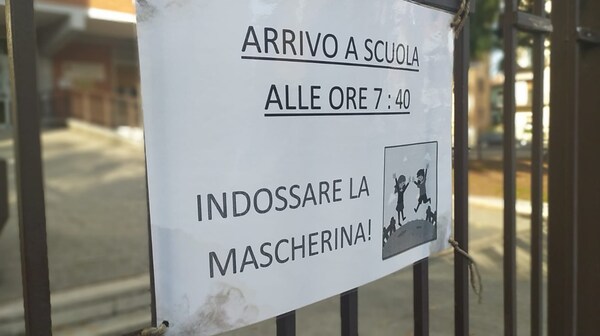 ARRIVO A SCUOLA
ALLE ORE 7 : 40
INDOSSARE LA
MASCHERINA!